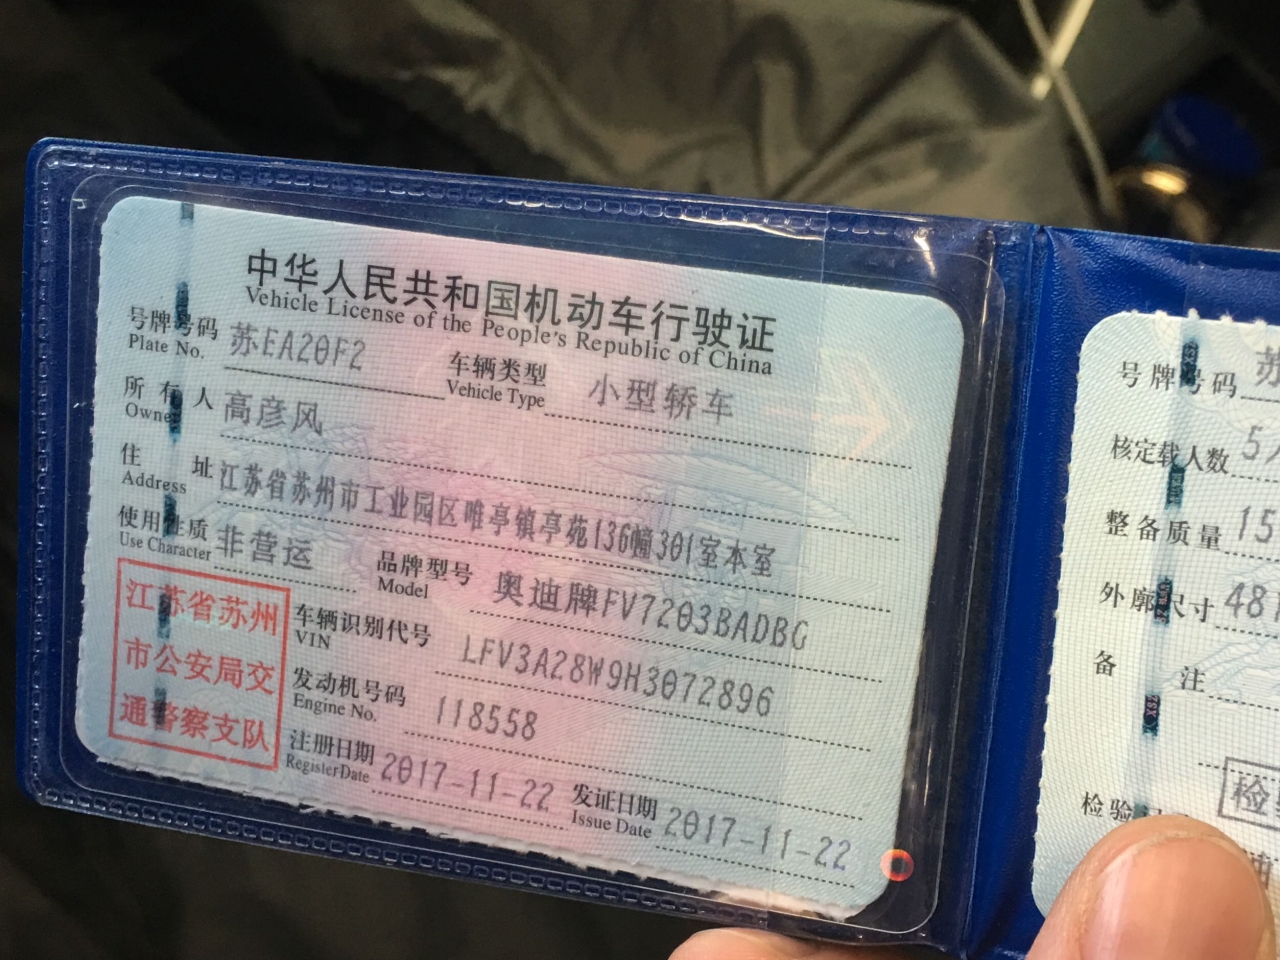 中华人民共和国机动车行驶证
Vehicle License of the People's Republic of China
号牌号码 苏EA20F2 车辆类型 小型轿车
Plate No. Vehicle Type
所有人 高彦风
Owner
住址 江苏省苏州市工业园区唯亭镇亭苑136幢301室本室
Address
使用性质 非营运 品牌型号 奥迪牌FV7203BADBG
Use Character Model
车辆识别代号 LFV3A28W9H3072896
VIN
发动机号码 118558
Engine No.
注册日期 2017-11-22 发证日期 2017-11-22
Register Date Issue Date
江苏省苏州
市公安局交
通警察支队
号牌号码 苏
核定载人数 5
整备质量 15
外廓尺寸 48
备注
检
检验